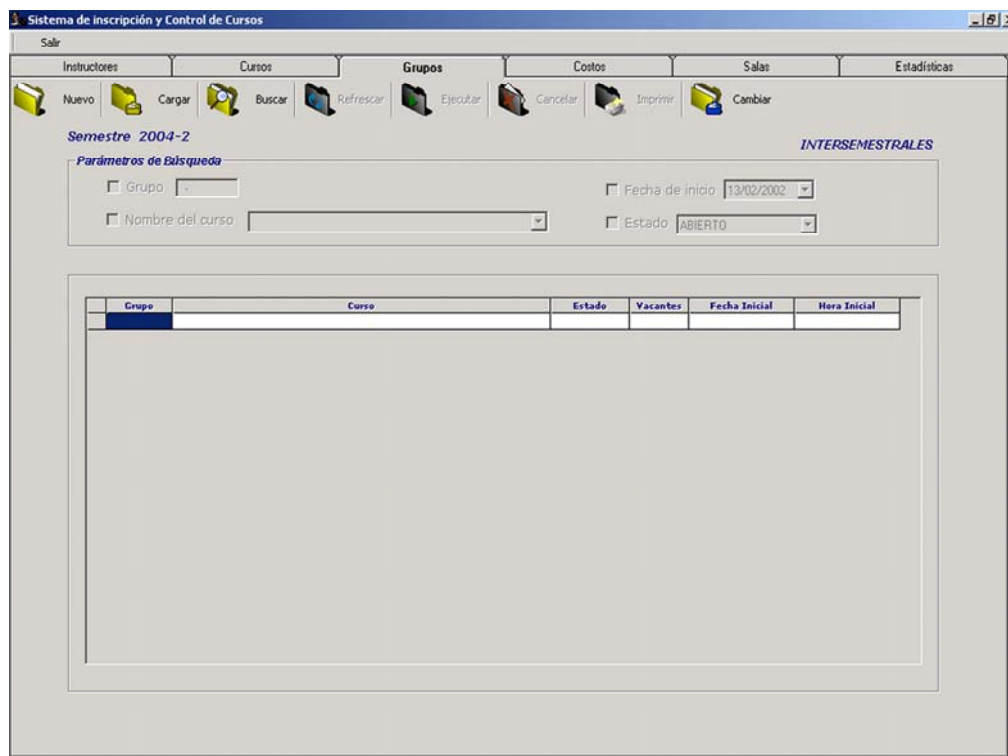 Sistema de inscripción y Control de Cursos
Salir
Instructores Cursos Grupos Costos Salas Estadísticas
Nuevo Cargar Buscar Refrescar Ejecutar Cancelar Imprimir Cambiar
Semestre 2004-2
INTERSEMESTRALES
Parámetros de Búsqueda
Grupo - Fecha de inicio 13/02/2002
Nombre del curso Estado ABIERTO
Grupo Curso Estado Vacantes Fecha Inicial Hora Inicial